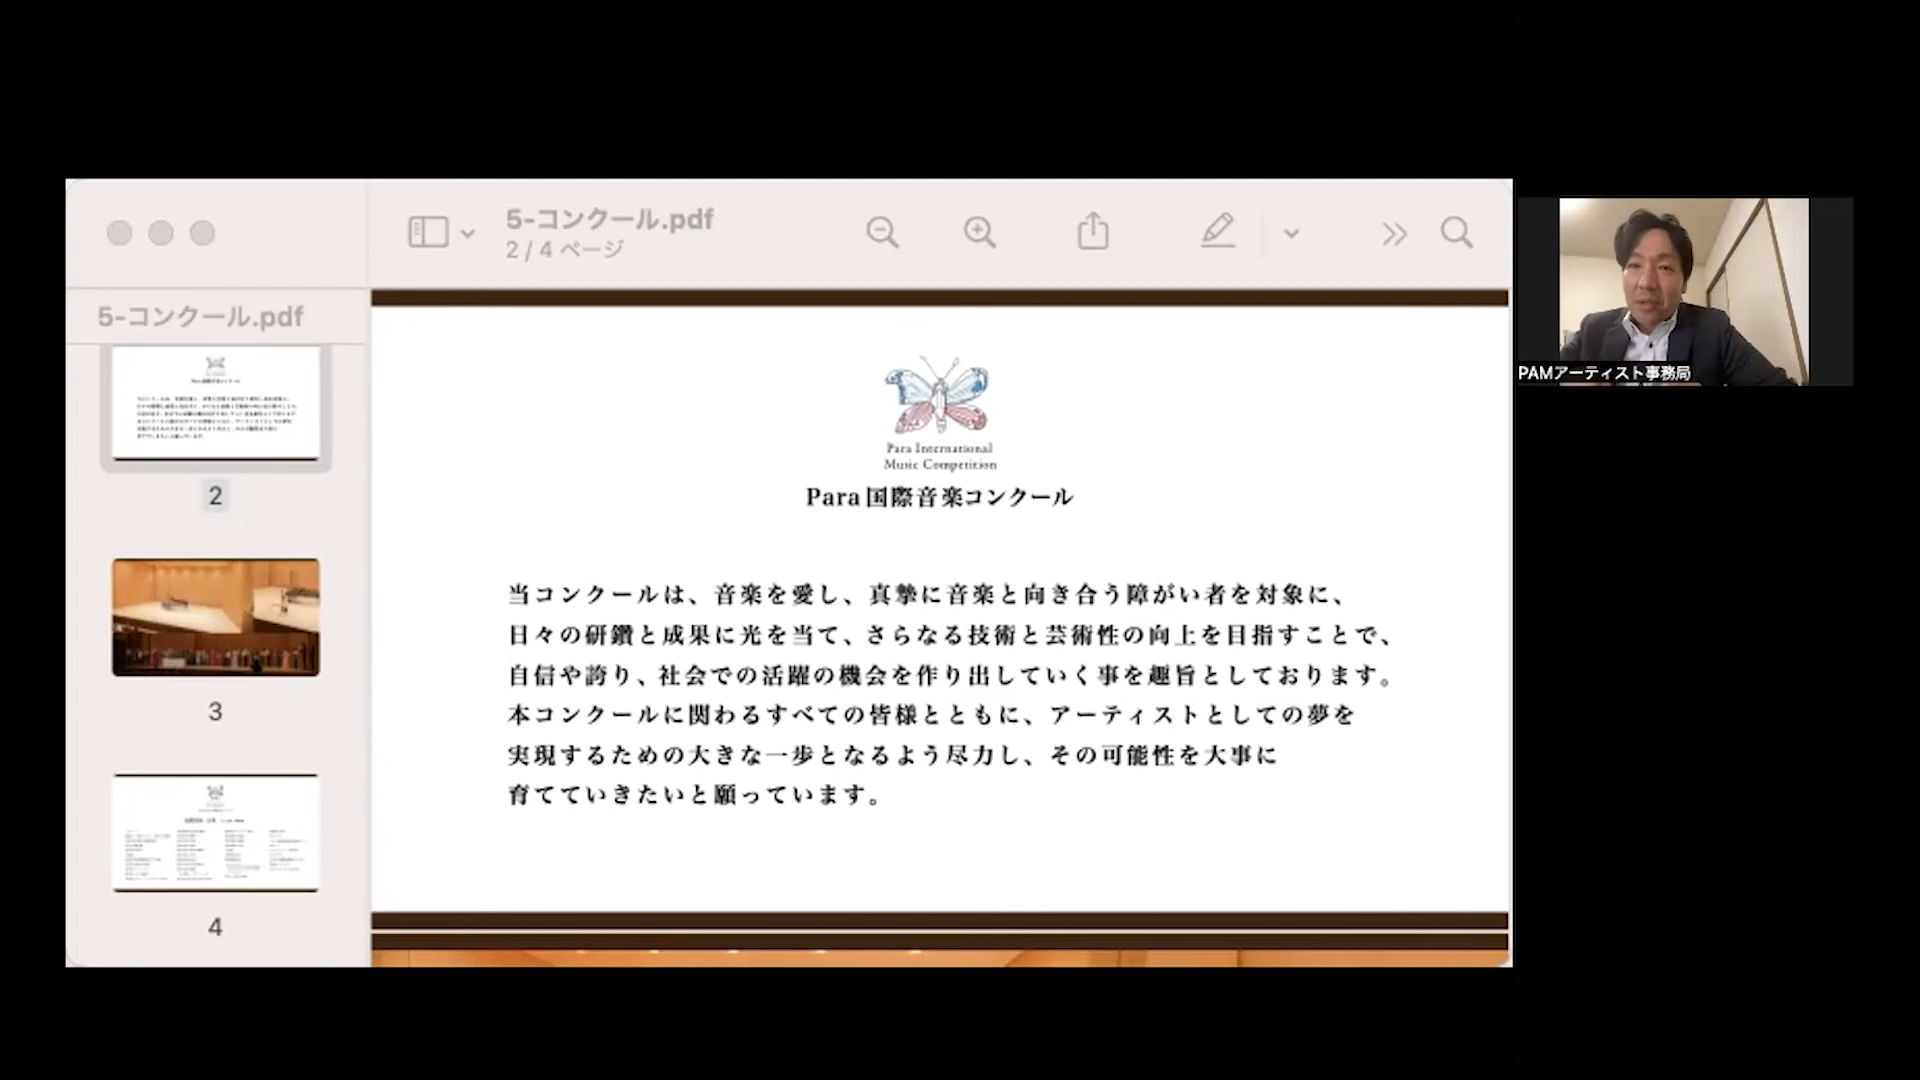 5-コンクール.pdf
2 / 4 ページ
5-コンクール.pdf
2
3
4
Para International
Music Competition
Para 国際音楽コンクール
当コンクールは、音楽を愛し、真摯に音楽と向き合う障がい者を対象に、
日々の研鑽と成果に光を当て、さらなる技術と芸術性の向上を目指すことで、
自信や誇り、社会での活躍の機会を作り出していく事を趣旨としております。
本コンクールに関わるすべての皆様とともに、アーティストとしての夢を
実現するための大きな一歩となるよう尽力し、その可能性を大事に
育てていきたいと願っています。
PAMアーティスト事務局